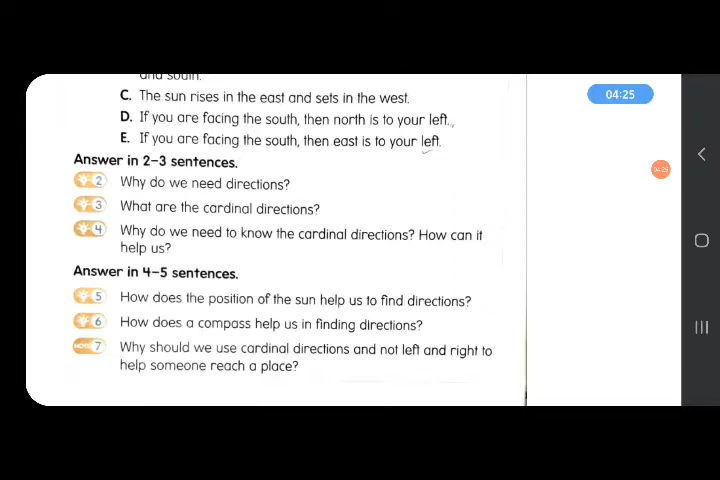 and south.
C. The sun rises in the east and sets in the west.
D. If you are facing the south, then north is to your left.
E. If you are facing the south, then east is to your left.
Answer in 2–3 sentences.
2 Why do we need directions?
3 What are the cardinal directions?
4 Why do we need to know the cardinal directions? How can it
help us?
Answer in 4–5 sentences.
5 How does the position of the sun help us to find directions?
6 How does a compass help us in finding directions?
HOTS 7 Why should we use cardinal directions and not left and right to
help someone reach a place?
04:25
04:25